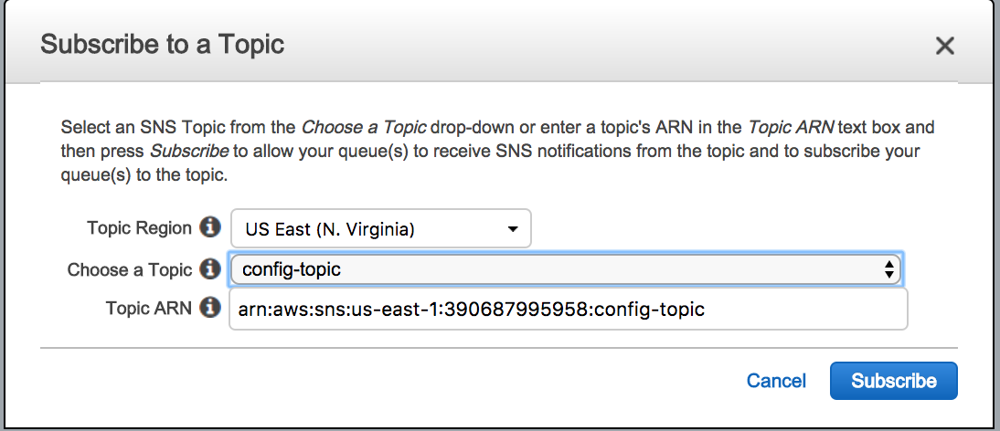 Subscribe to a Topic
Select an SNS Topic from the Choose a Topic drop-down or enter a topic's ARN in the Topic ARN text box and
then press Subscribe to allow your queue(s) to receive SNS notifications from the topic and to subscribe your
queue(s) to the topic.
Topic Region US East (N. Virginia)
Choose a Topic config-topic
Topic ARN arn:aws:sns:us-east-1:390687995958:config-topic
Cancel Subscribe